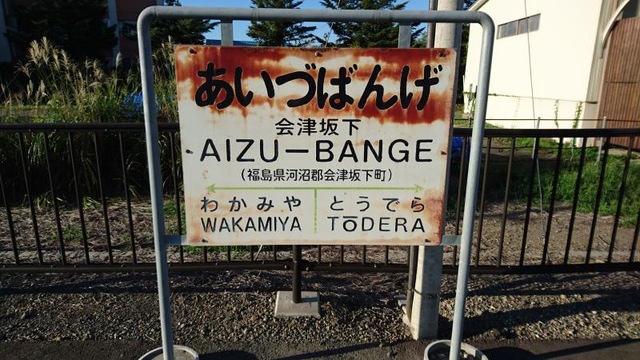 あいづばんげ
会津坂下
AIZU－BANGE
(福島県河沼郡会津坂下町)
わかみや とうでら
WAKAMIYA TŌDERA